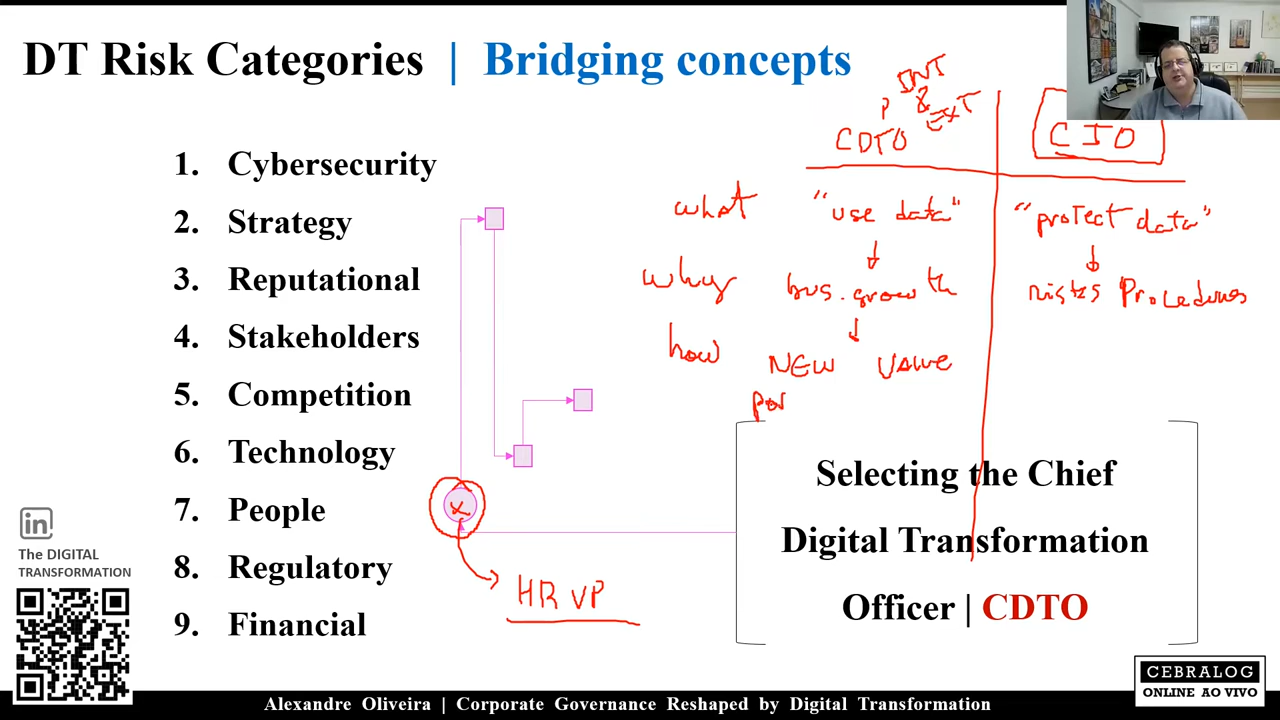 DT Risk Categories | Bridging concepts
INT
&
EXT
CDTO
CIO
1. Cybersecurity
2. Strategy
3. Reputational
4. Stakeholders
5. Competition
6. Technology
7. People
8. Regulatory
9. Financial
what "use data" "protect data"
why bus. growth Procedures
how NEW VALUE
x
HR VP
Selecting the Chief
Digital Transformation
Officer | CDTO
in
The DIGITAL
TRANSFORMATION
CEBRALOG
ONLINE AO VIVO
Alexandre Oliveira | Corporate Governance Reshaped by Digital Transformation